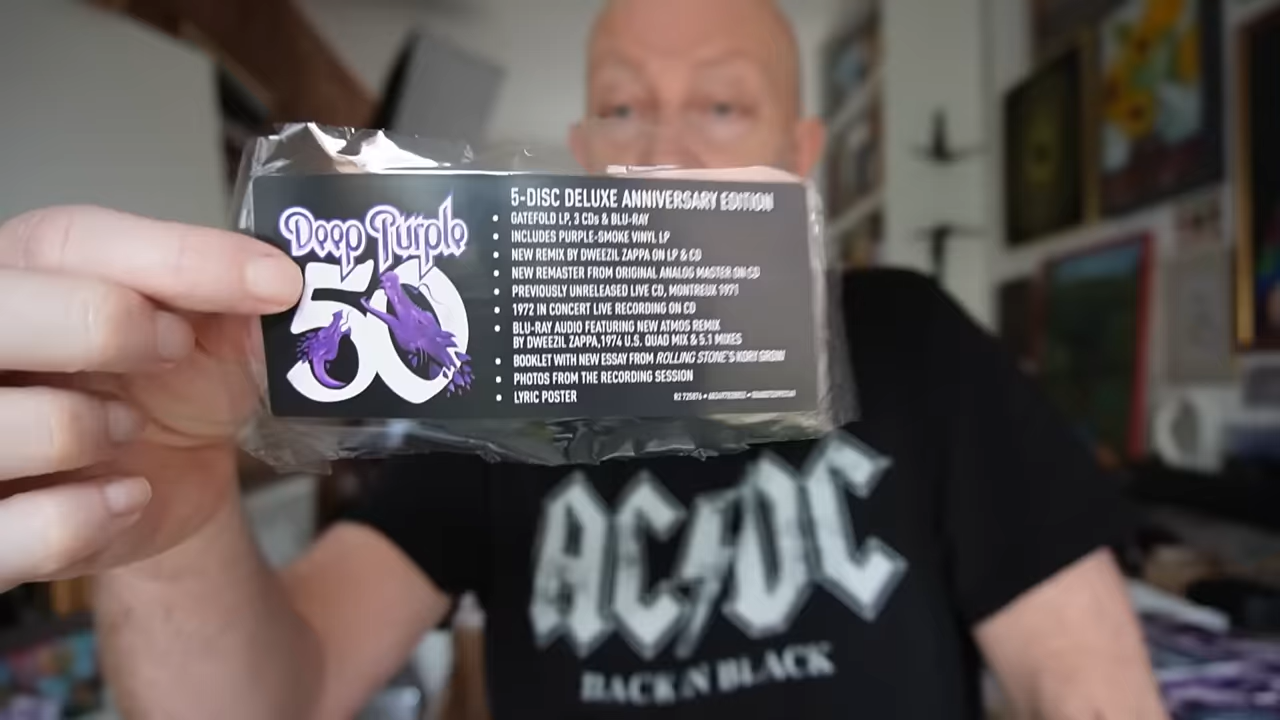 Deep Purple
50
5-DISC DELUXE ANNIVERSARY EDITION
• GATEFOLD LP, 3 CDs & BLU-RAY
• INCLUDES PURPLE-SMOKE VINYL LP
• NEW REMIX BY DWEEZIL ZAPPA ON LP & CD
• NEW REMASTER FROM ORIGINAL ANALOG MASTER ON CD
• PREVIOUSLY UNRELEASED LIVE CD, MONTREUX 1971
• 1972 IN CONCERT LIVE RECORDING ON CD
• BLU-RAY AUDIO FEATURING NEW ATMOS REMIX
BY DWEEZIL ZAPPA, 1974 U.S. QUAD MIX & 5.1 MIXES
• BOOKLET WITH NEW ESSAY FROM ROLLING STONE'S KORY GROW
• PHOTOS FROM THE RECORDING SESSION
• LYRIC POSTER
R2 725076
AC/DC
BACK IN BLACK